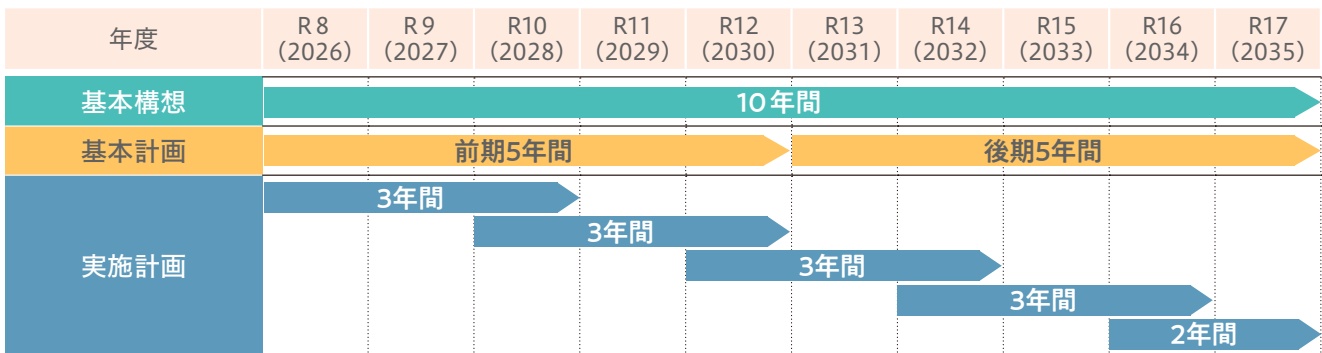 年度 R8 R9 R10 R11 R12 R13 R14 R15 R16 R17
(2026) (2027) (2028) (2029) (2030) (2031) (2032) (2033) (2034) (2035)
基本構想 10年間
基本計画 前期5年間 後期5年間
実施計画
3年間
3年間
3年間
3年間
2年間